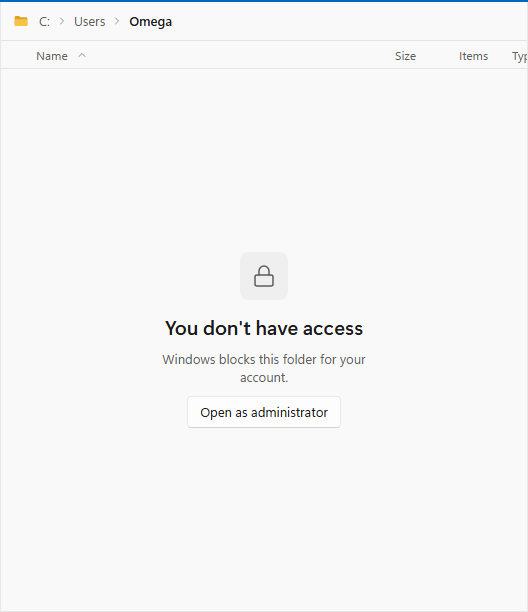 C: > Users > Omega
Name Size Items Typ
You don't have access
Windows blocks this folder for your
account.
Open as administrator